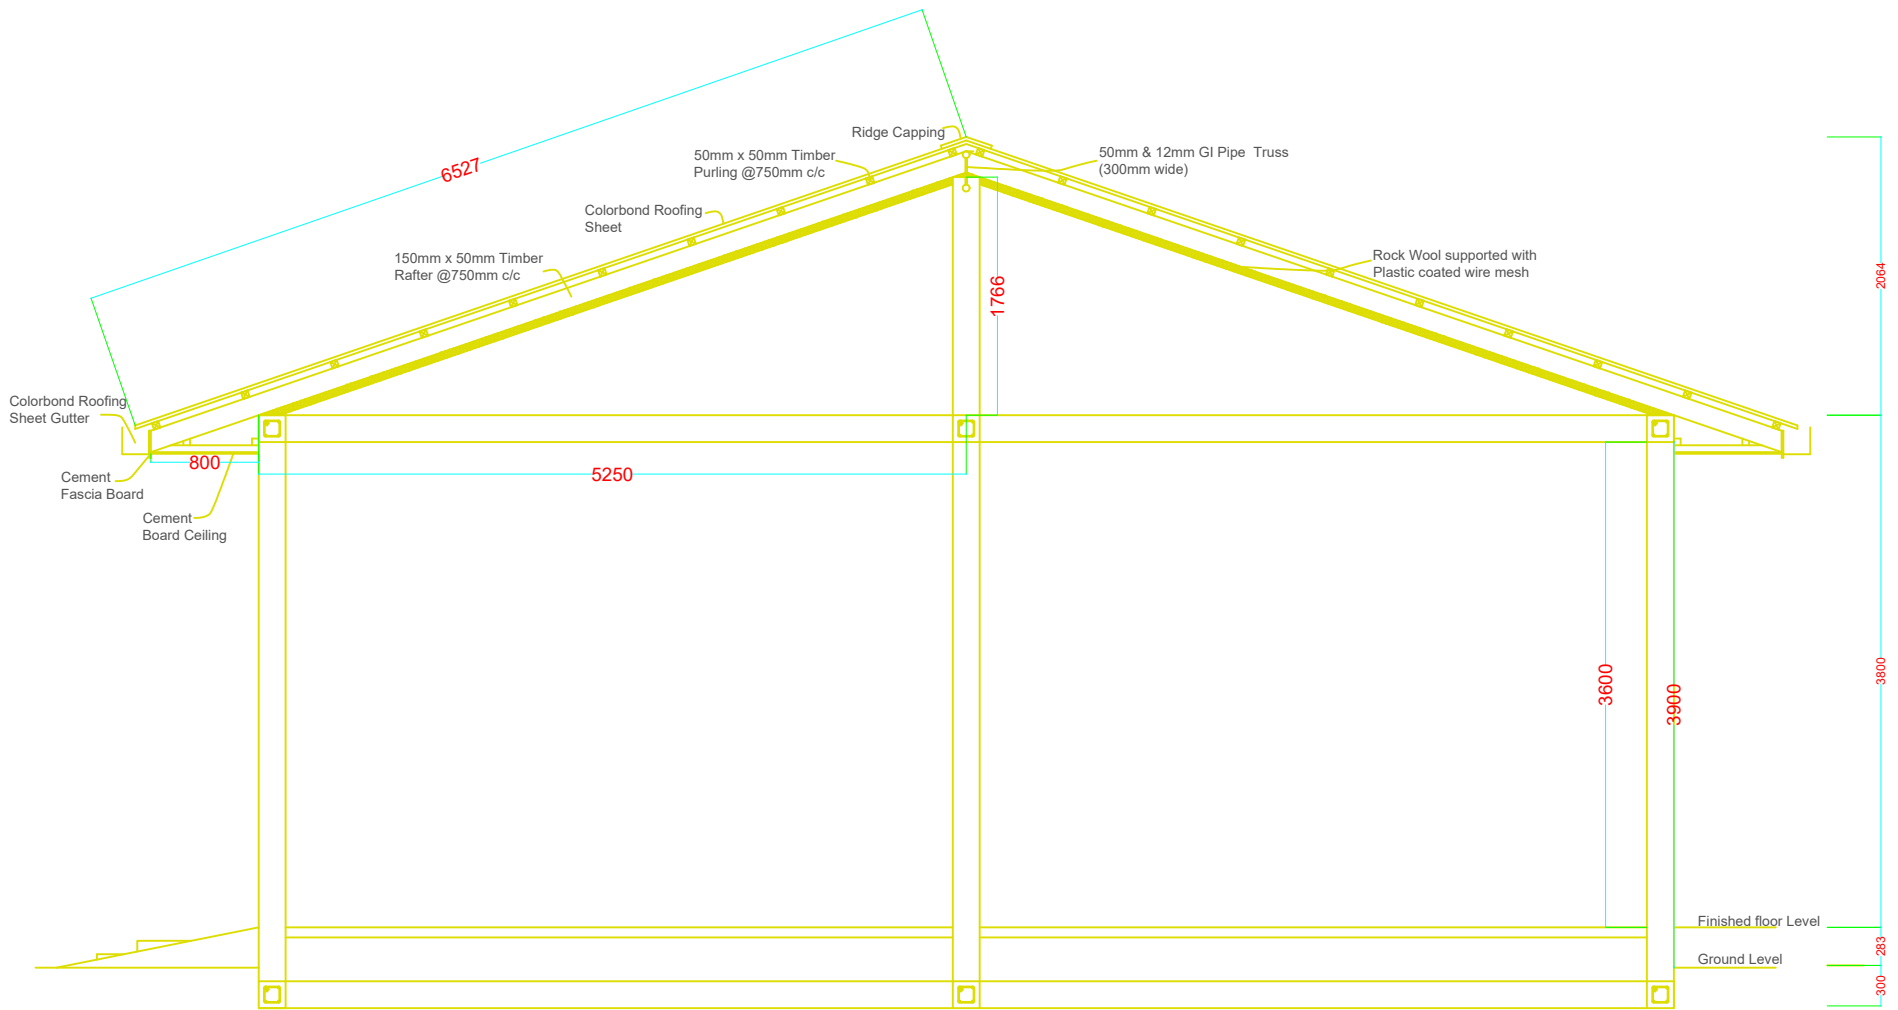 Ridge Capping
50mm x 50mm Timber
Purling @750mm c/c
50mm & 12mm GI Pipe Truss
(300mm wide)
6527
Colorbond Roofing
Sheet
150mm x 50mm Timber
Rafter @750mm c/c
Rock Wool supported with
Plastic coated wire mesh
2064
1766
Colorbond Roofing
Sheet Gutter
800
5250
Cement
Fascia Board
Cement
Board Ceiling
3600
3900
3800
Finished floor Level
283
Ground Level
300